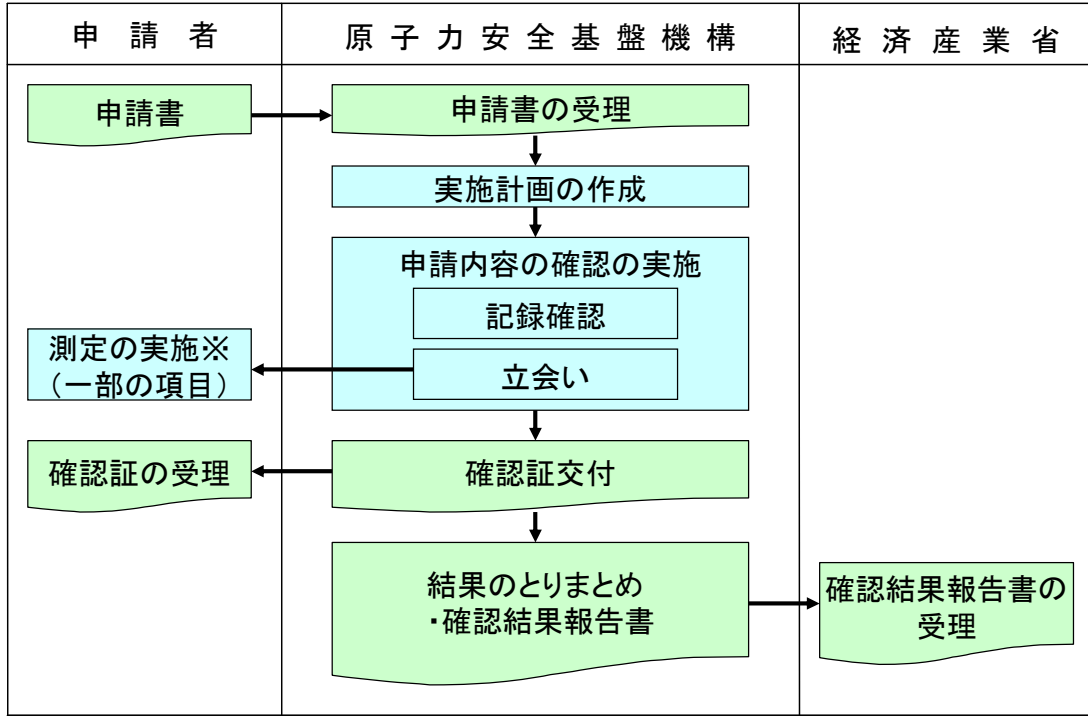 申請者
原子力安全基盤機構
経済産業省
申請書
申請書の受理
実施計画の作成
申請内容の確認の実施
記録確認
立会い
測定の実施※
（一部の項目）
確認証の受理
確認証交付
結果のとりまとめ
・確認結果報告書
確認結果報告書の
受理